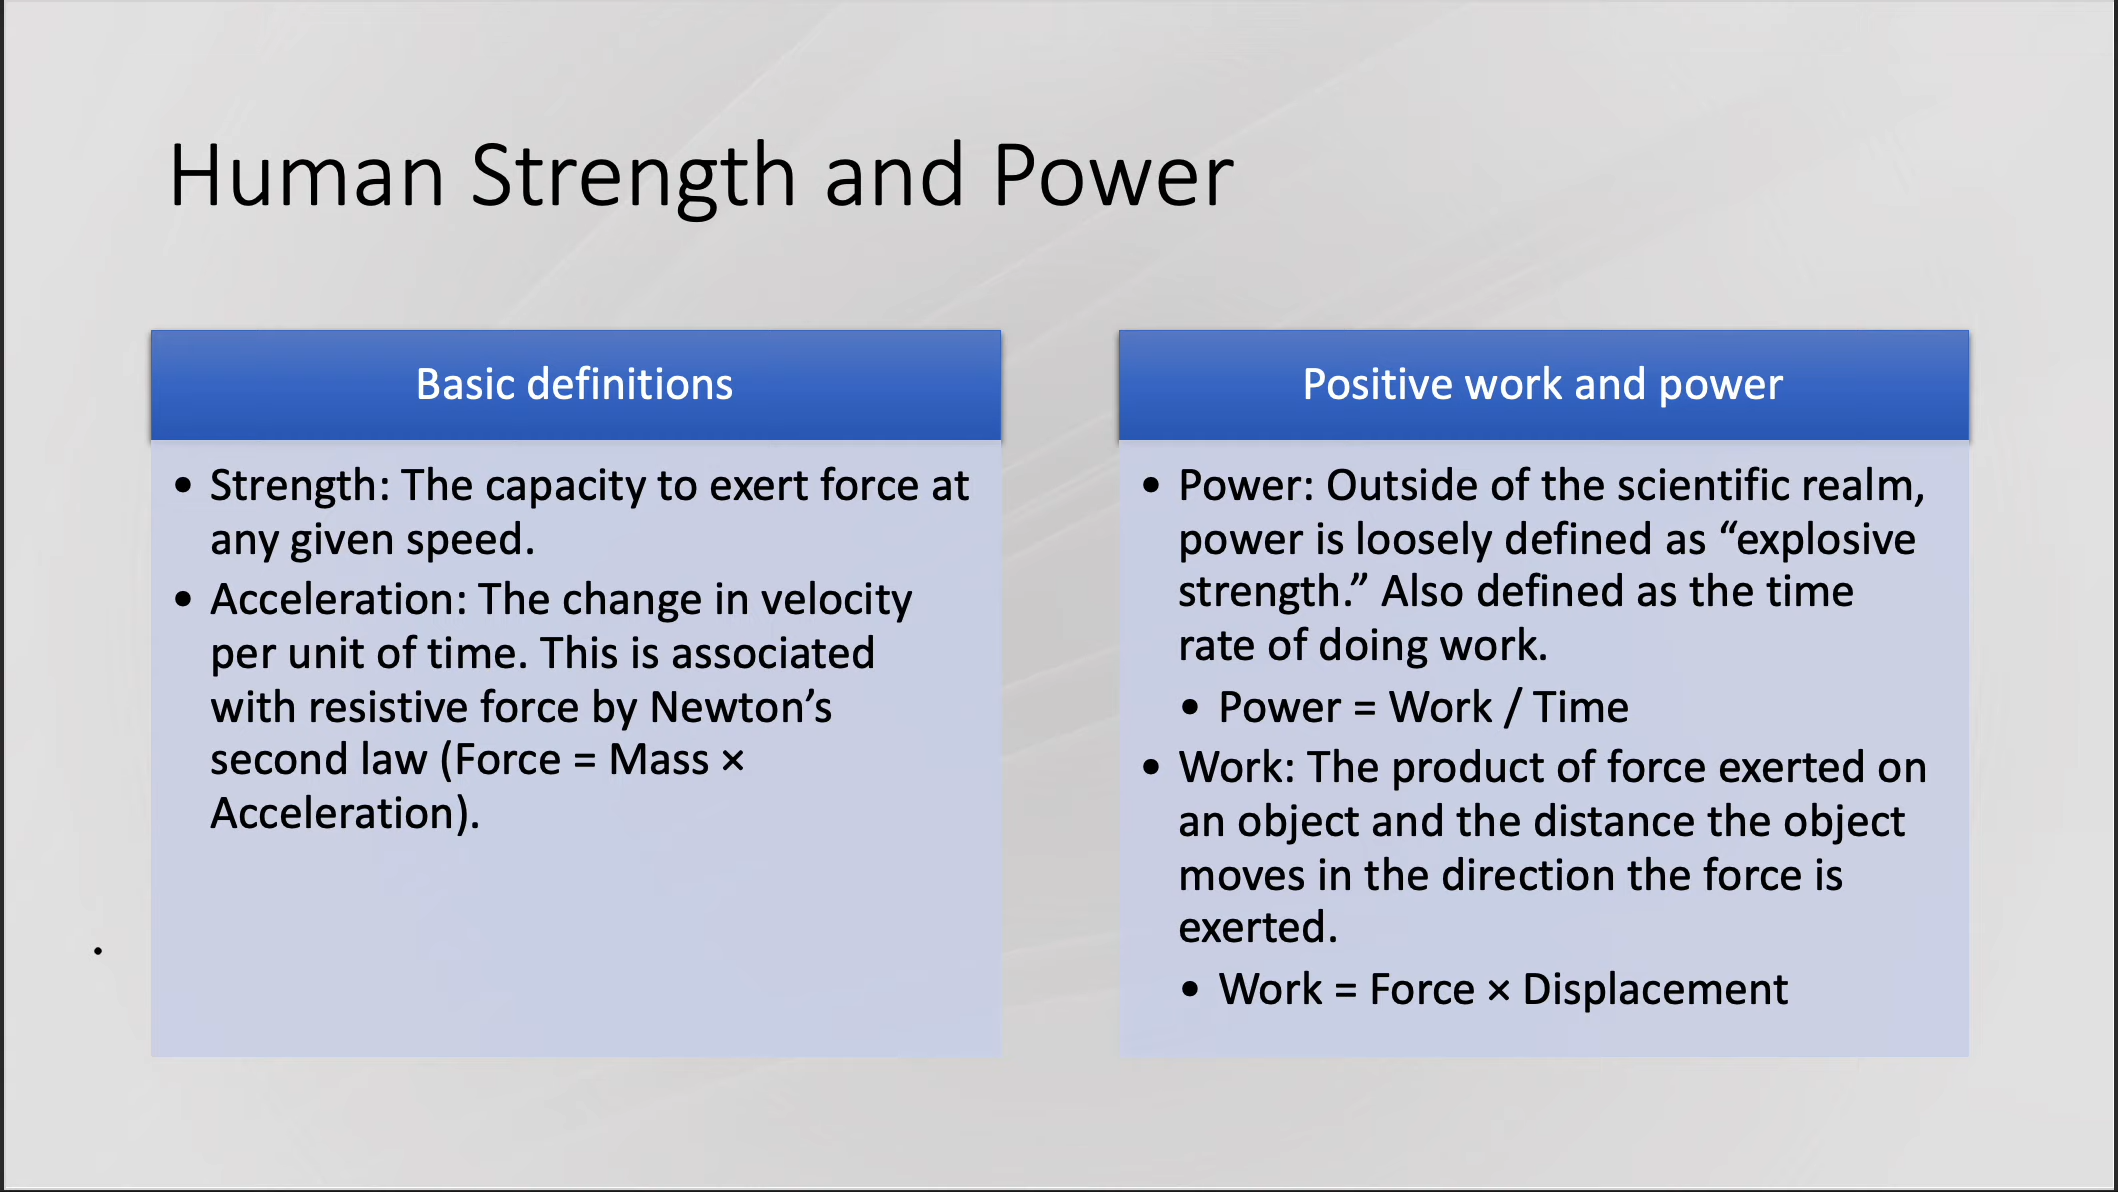 Human Strength and Power
Basic definitions
• Strength: The capacity to exert force at
any given speed.
• Acceleration: The change in velocity
per unit of time. This is associated
with resistive force by Newton’s
second law (Force = Mass ×
Acceleration).
Positive work and power
• Power: Outside of the scientific realm,
power is loosely defined as “explosive
strength.” Also defined as the time
rate of doing work.
• Power = Work / Time
• Work: The product of force exerted on
an object and the distance the object
moves in the direction the force is
exerted.
• Work = Force × Displacement
•